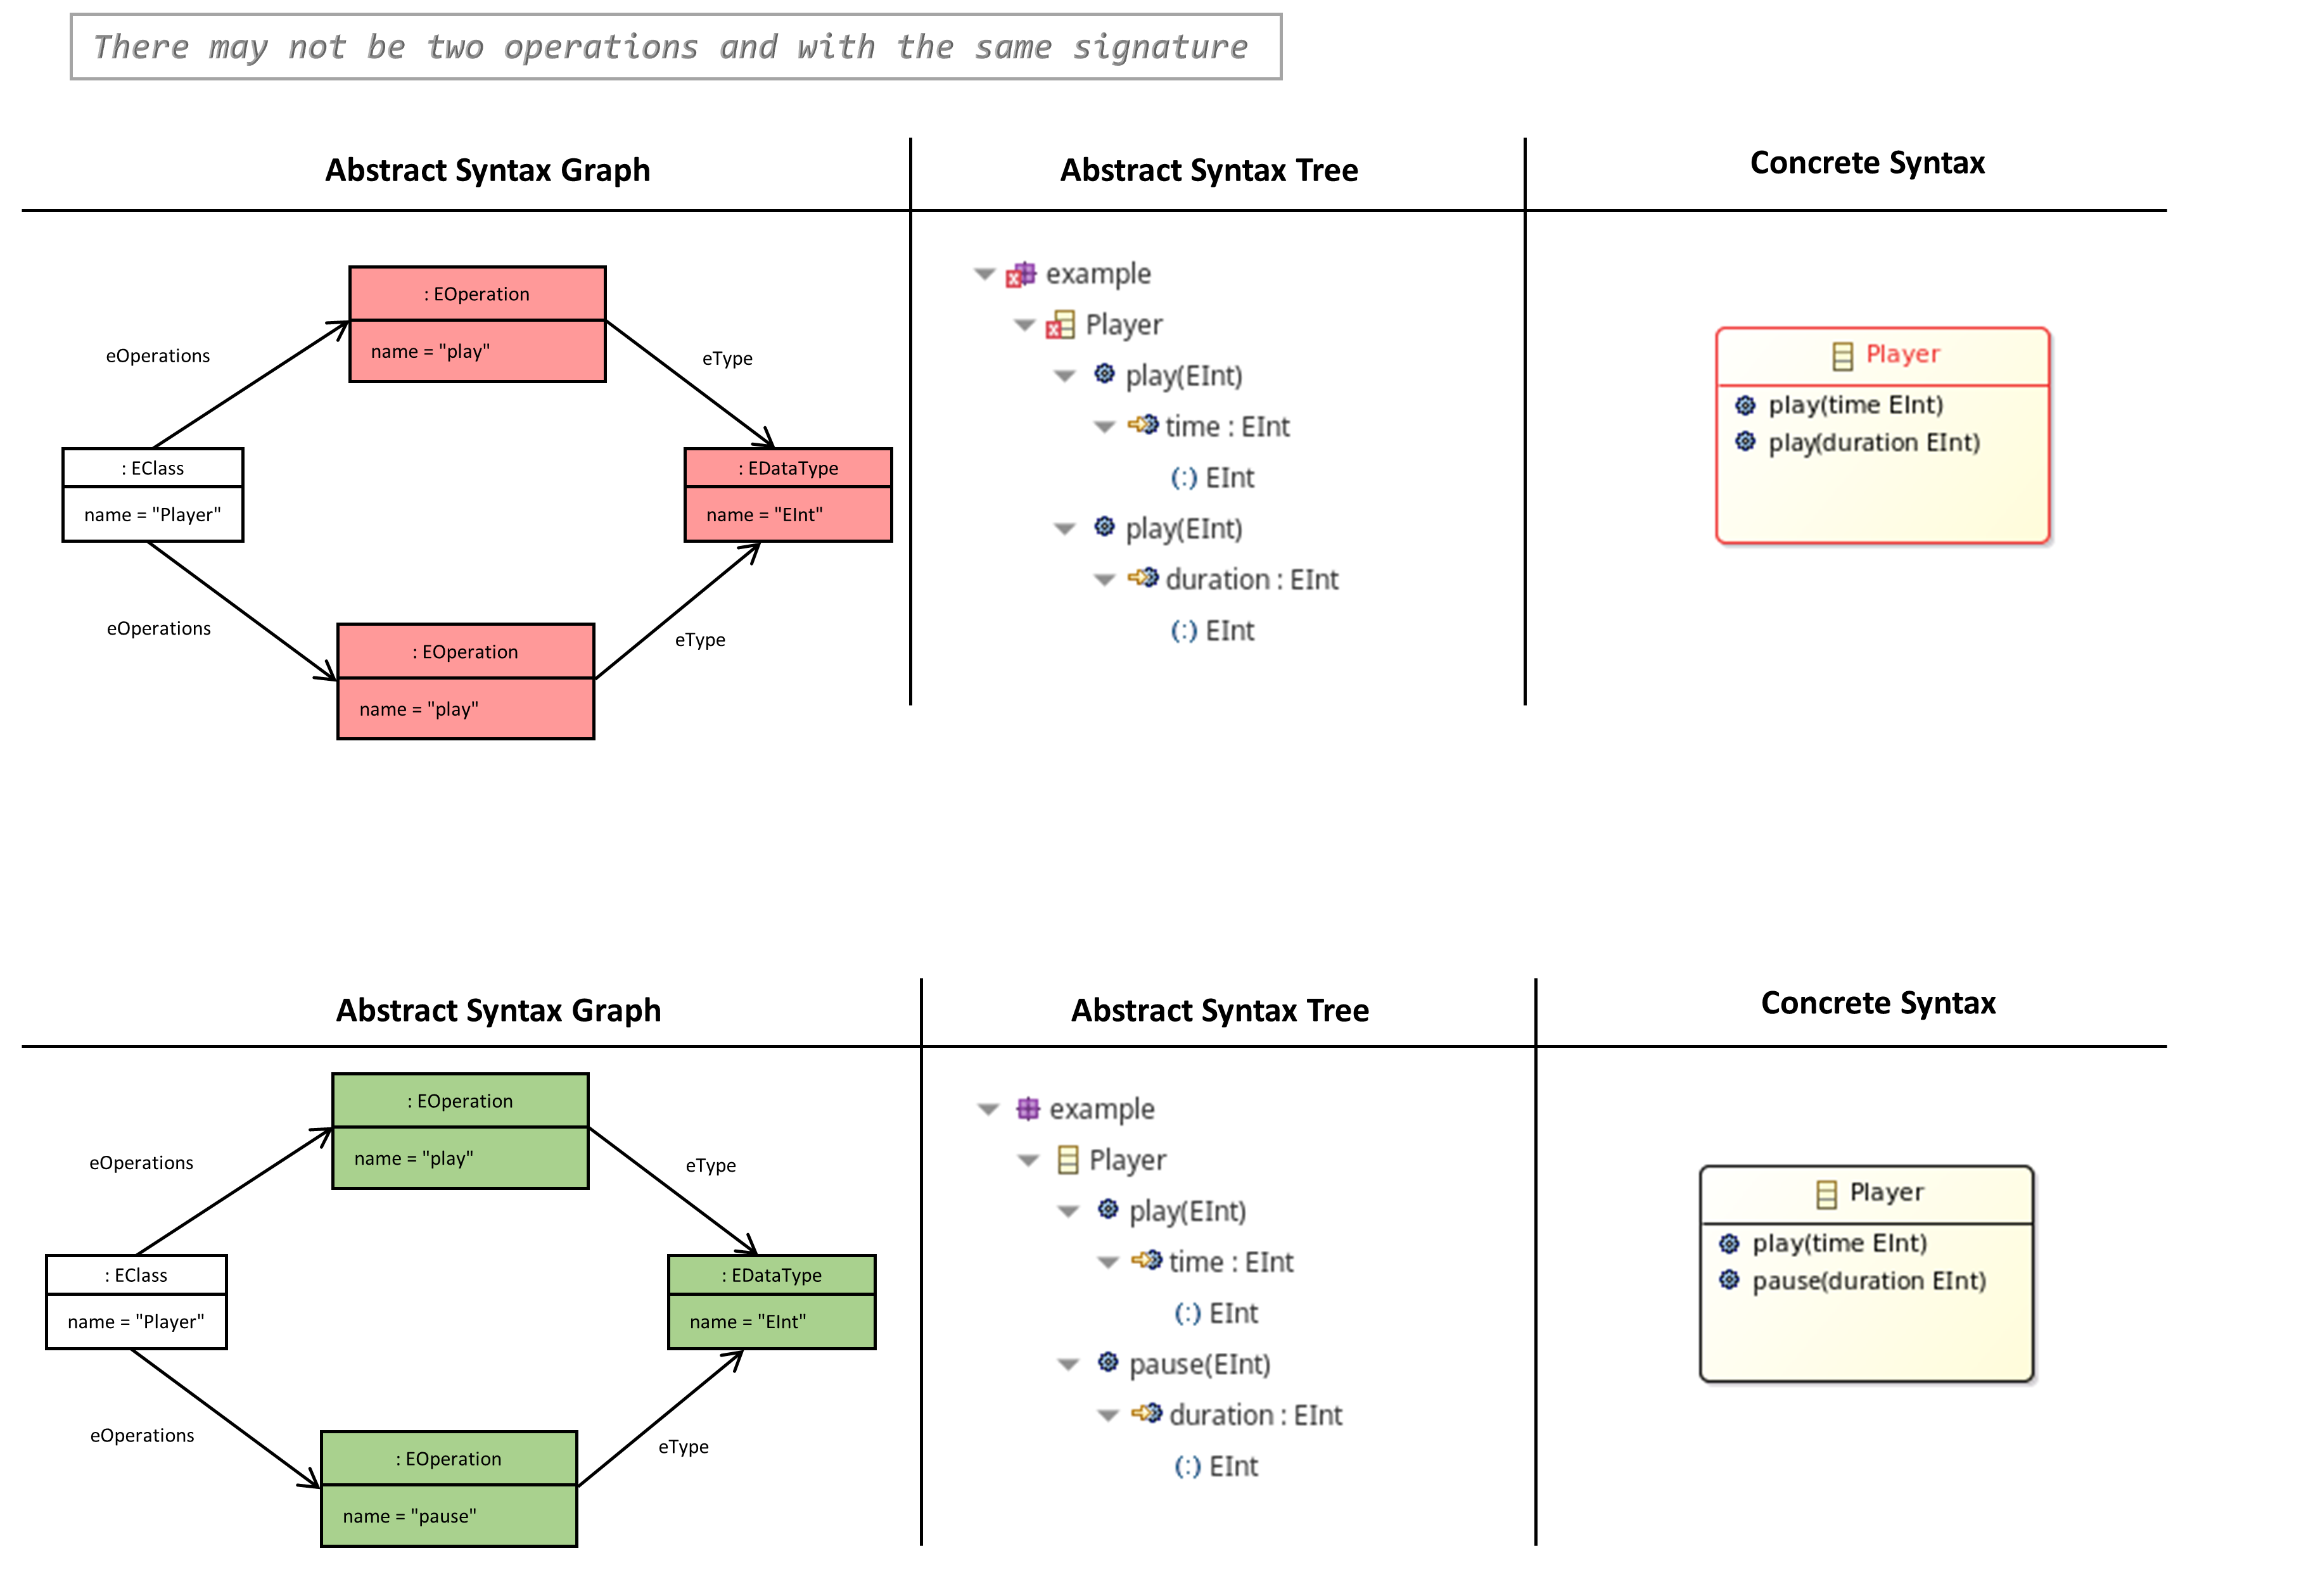 There may not be two operations and with the same signature
Abstract Syntax Graph
Abstract Syntax Tree
Concrete Syntax
: EOperation
name = "play"
eOperations
eType
: EClass
name = "Player"
: EDataType
name = "EInt"
eOperations
eType
: EOperation
name = "play"
example
Player
play(EInt)
time : EInt
EInt
play(EInt)
duration : EInt
EInt
Player
play(time EInt)
play(duration EInt)
Abstract Syntax Graph
Abstract Syntax Tree
Concrete Syntax
: EOperation
name = "play"
eOperations
eType
: EClass
name = "Player"
: EDataType
name = "EInt"
eOperations
eType
: EOperation
name = "pause"
example
Player
play(EInt)
time : EInt
EInt
pause(EInt)
duration : EInt
EInt
Player
play(time EInt)
pause(duration EInt)